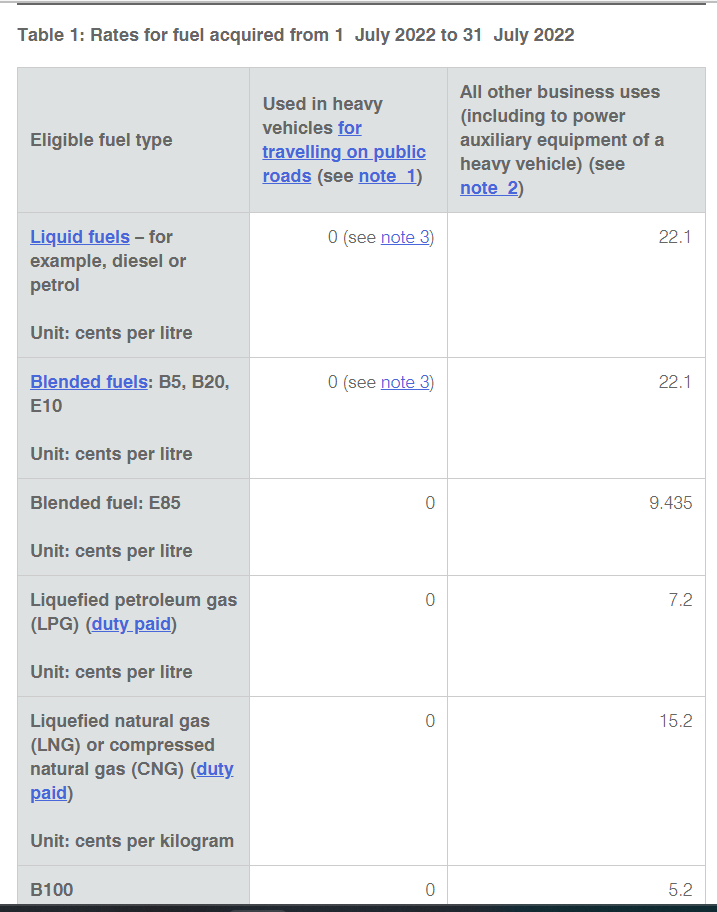 Table 1: Rates for fuel acquired from 1 July 2022 to 31 July 2022
Eligible fuel type
Used in heavy
vehicles for
travelling on public
roads (see note 1)
All other business uses
(including to power
auxiliary equipment of a
heavy vehicle) (see
note 2)
Liquid fuels – for
example, diesel or
petrol
Unit: cents per litre
0 (see note 3)
22.1
Blended fuels: B5, B20,
E10
Unit: cents per litre
0 (see note 3)
22.1
Blended fuel: E85
Unit: cents per litre
0
9.435
Liquefied petroleum gas
(LPG) (duty paid)
Unit: cents per litre
0
7.2
Liquefied natural gas
(LNG) or compressed
natural gas (CNG) (duty
paid)
Unit: cents per kilogram
0
15.2
B100
0
5.2